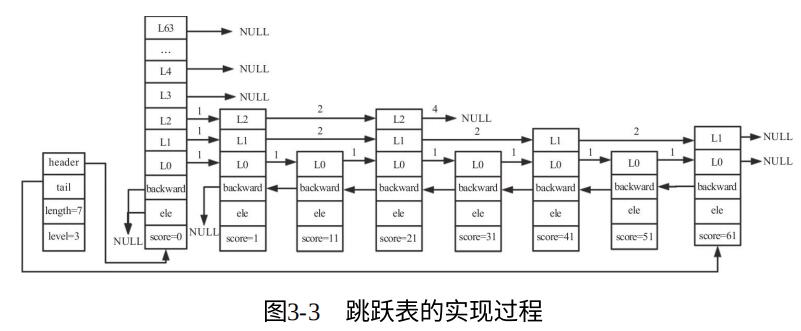 L63
NULL
...
L4
NULL
L3
NULL
L2 1 L2 2 L2 4 NULL
L1 1 L1 2 L1 2 L1 2 L1 NULL
L0 1 L0 1 L0 1 L0 1 L0 1 L0 1 L0 1 L0 NULL
header
tail
length=7
level=3
backward backward backward backward backward backward backward backward
ele ele ele ele ele ele ele ele
NULL NULL
score=0 score=1 score=11 score=21 score=31 score=41 score=51 score=61
图3-3 跳跃表的实现过程